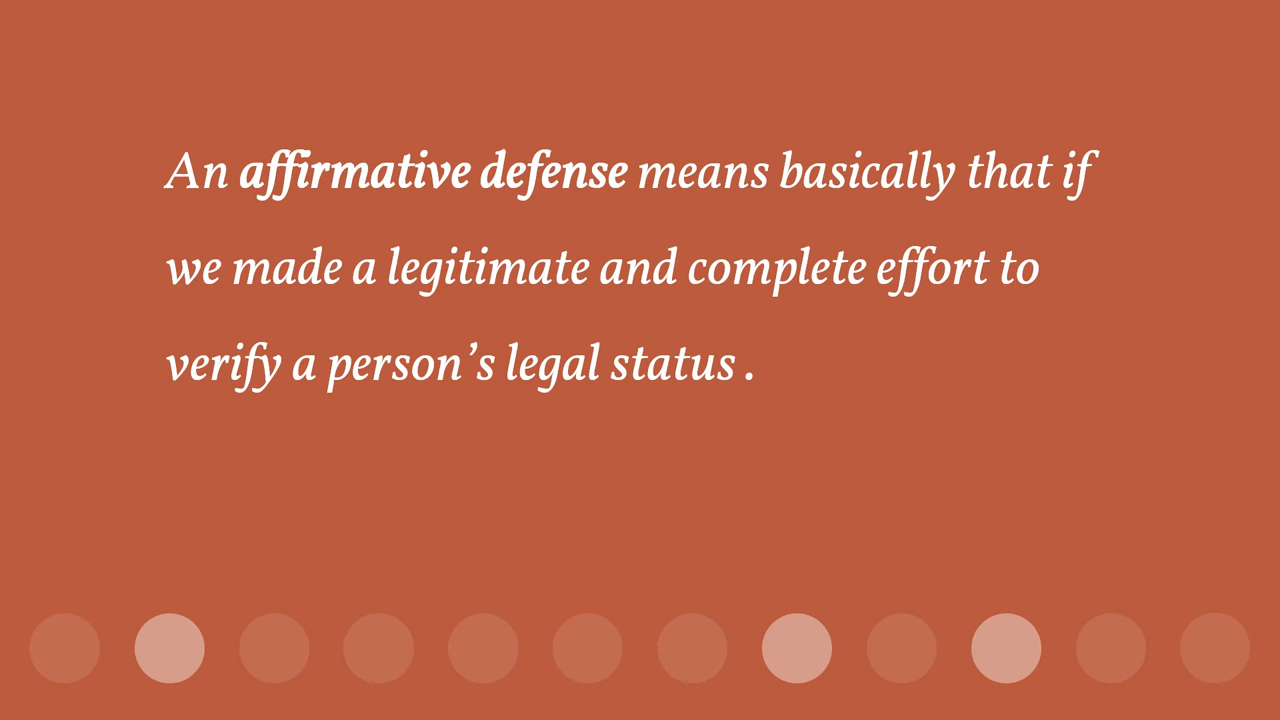 An affirmative defense means basically that if
we made a legitimate and complete effort to
verify a person’s legal status .